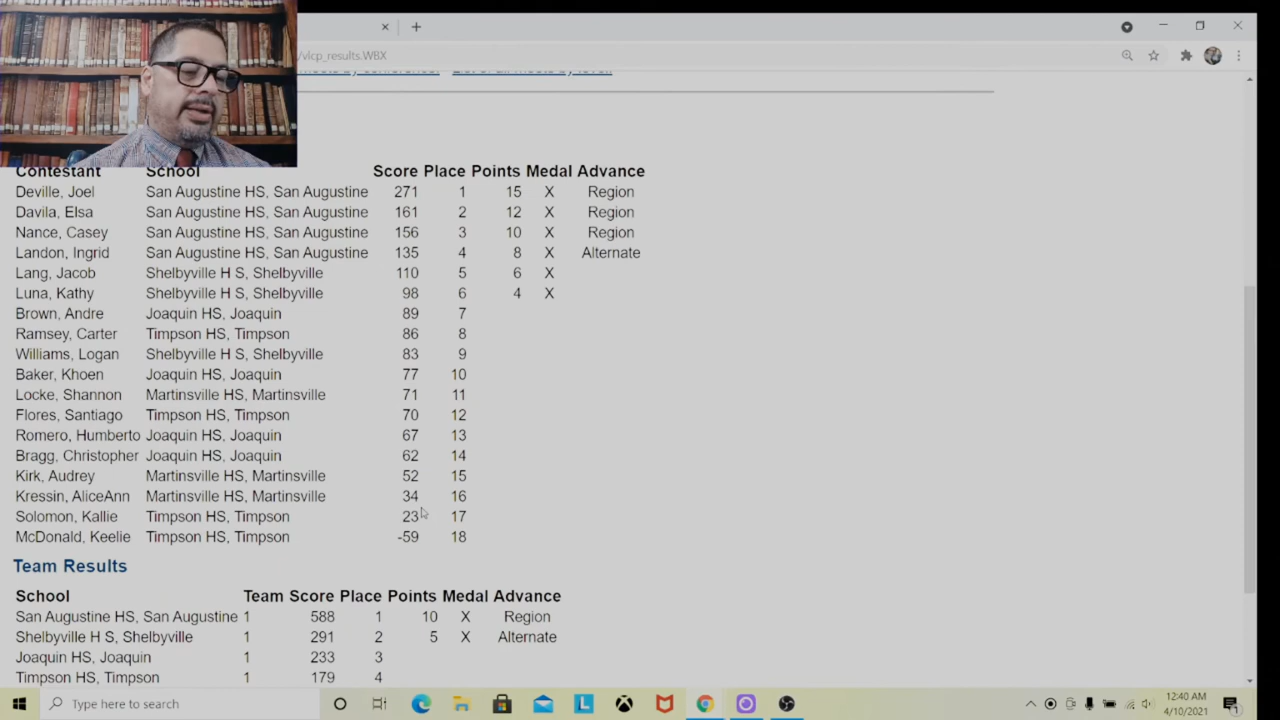 /vlcp_results.WBX
List of all meets by level.
Contestant School Score Place Points Medal Advance
Deville, Joel San Augustine HS, San Augustine 271 1 15 X Region
Davila, Elsa San Augustine HS, San Augustine 161 2 12 X Region
Nance, Casey San Augustine HS, San Augustine 156 3 10 X Region
Landon, Ingrid San Augustine HS, San Augustine 135 4 8 X Alternate
Lang, Jacob Shelbyville H S, Shelbyville 110 5 6 X
Luna, Kathy Shelbyville H S, Shelbyville 98 6 4 X
Brown, Andre Joaquin HS, Joaquin 89 7
Ramsey, Carter Timpson HS, Timpson 86 8
Williams, Logan Shelbyville H S, Shelbyville 83 9
Baker, Khoen Joaquin HS, Joaquin 77 10
Locke, Shannon Martinsville HS, Martinsville 71 11
Flores, Santiago Timpson HS, Timpson 70 12
Romero, Humberto Joaquin HS, Joaquin 67 13
Bragg, Christopher Joaquin HS, Joaquin 62 14
Kirk, Audrey Martinsville HS, Martinsville 52 15
Kressin, AliceAnn Martinsville HS, Martinsville 34 16
Solomon, Kallie Timpson HS, Timpson 23 17
McDonald, Keelie Timpson HS, Timpson -59 18
Team Results
School Team Score Place Points Medal Advance
San Augustine HS, San Augustine 1 588 1 10 X Region
Shelbyville H S, Shelbyville 1 291 2 5 X Alternate
Joaquin HS, Joaquin 1 233 3
Timpson HS, Timpson 1 179 4
Type here to search
12:40 AM
4/10/2021